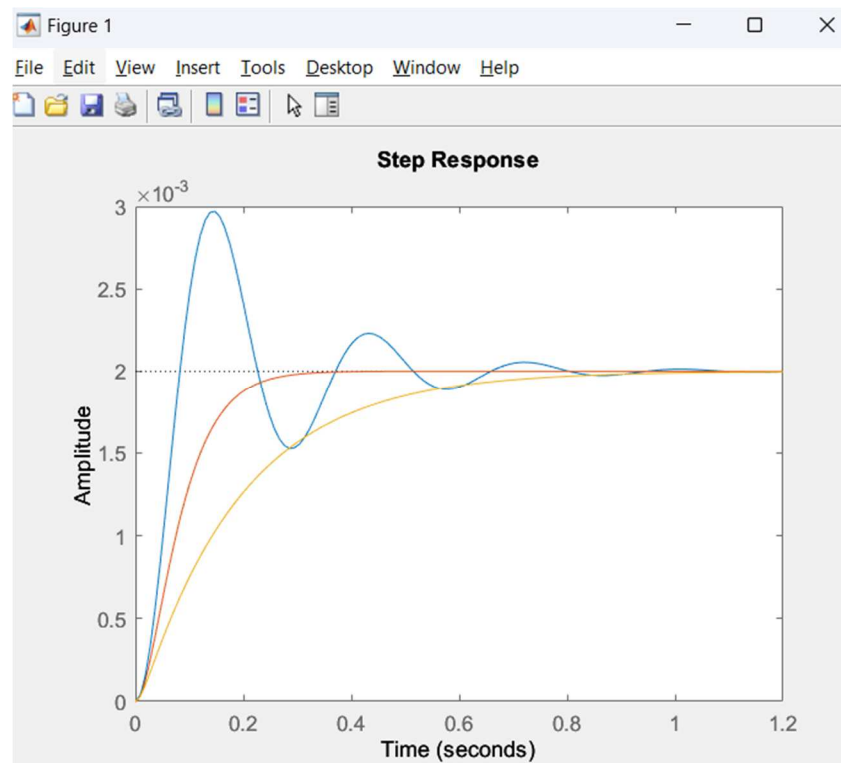 Figure 1
File Edit View Insert Tools Desktop Window Help
Step Response
×10-3
3
2.5
2
1.5
1
0.5
0
Amplitude
0 0.2 0.4 0.6 0.8 1 1.2
Time (seconds)